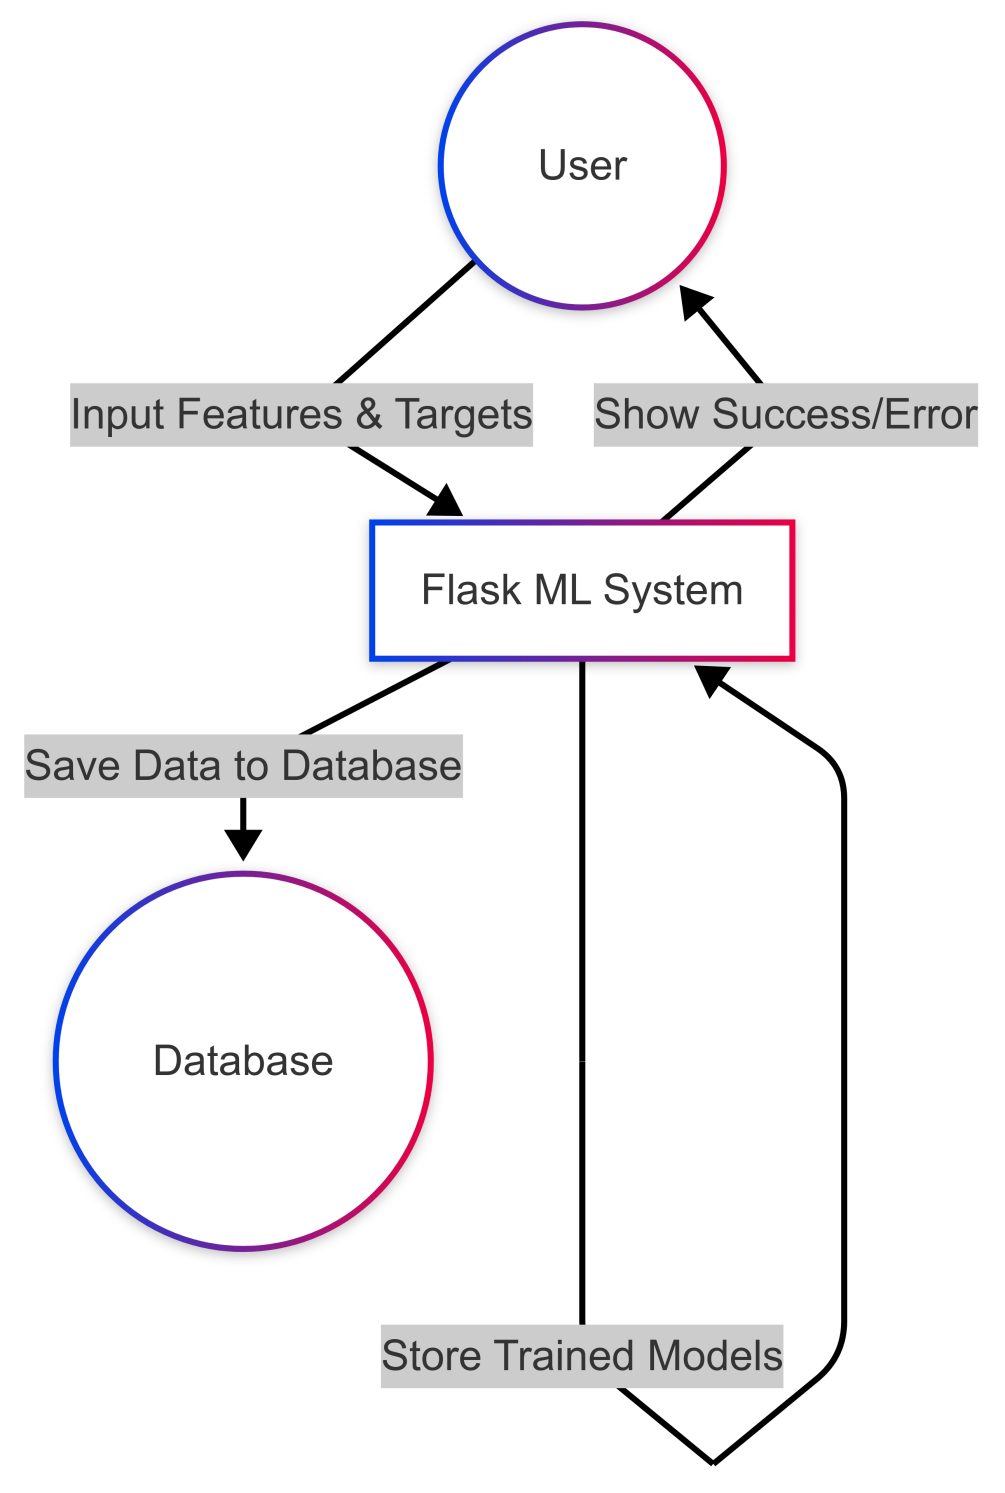 User
Input Features & Targets
Show Success/Error
Flask ML System
Save Data to Database
Database
Store Trained Models